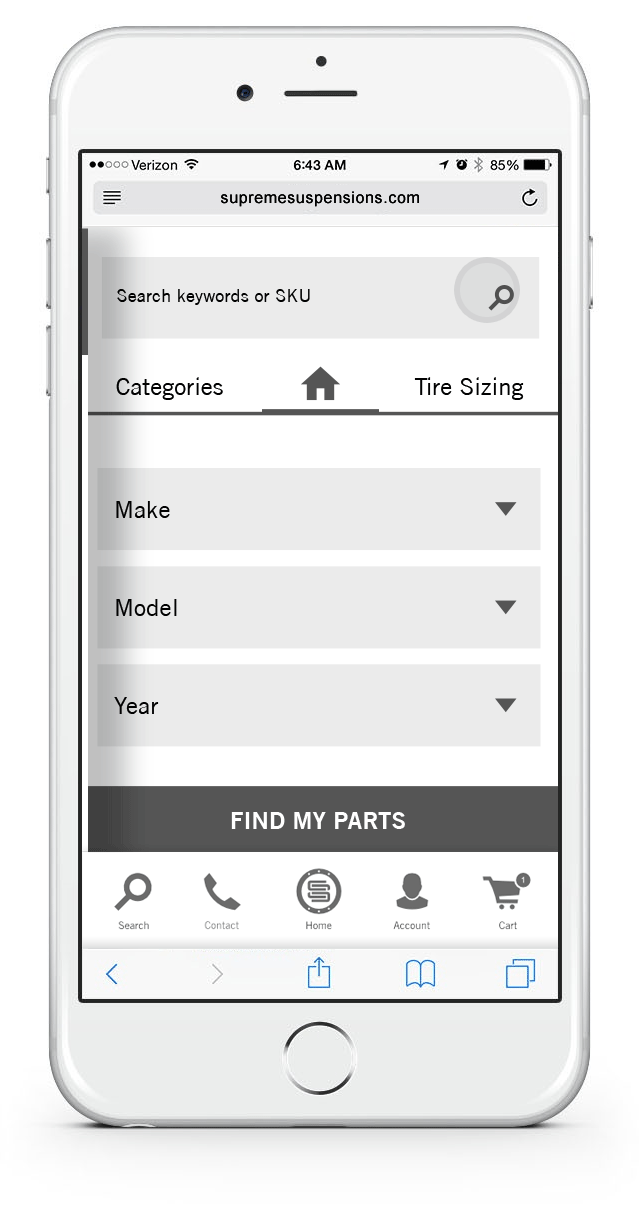 Verizon 6:43 AM 85%
supremesuspensions.com
Search keywords or SKU
Categories Tire Sizing
Make
Model
Year
FIND MY PARTS
1
Search Contact Home Account Cart